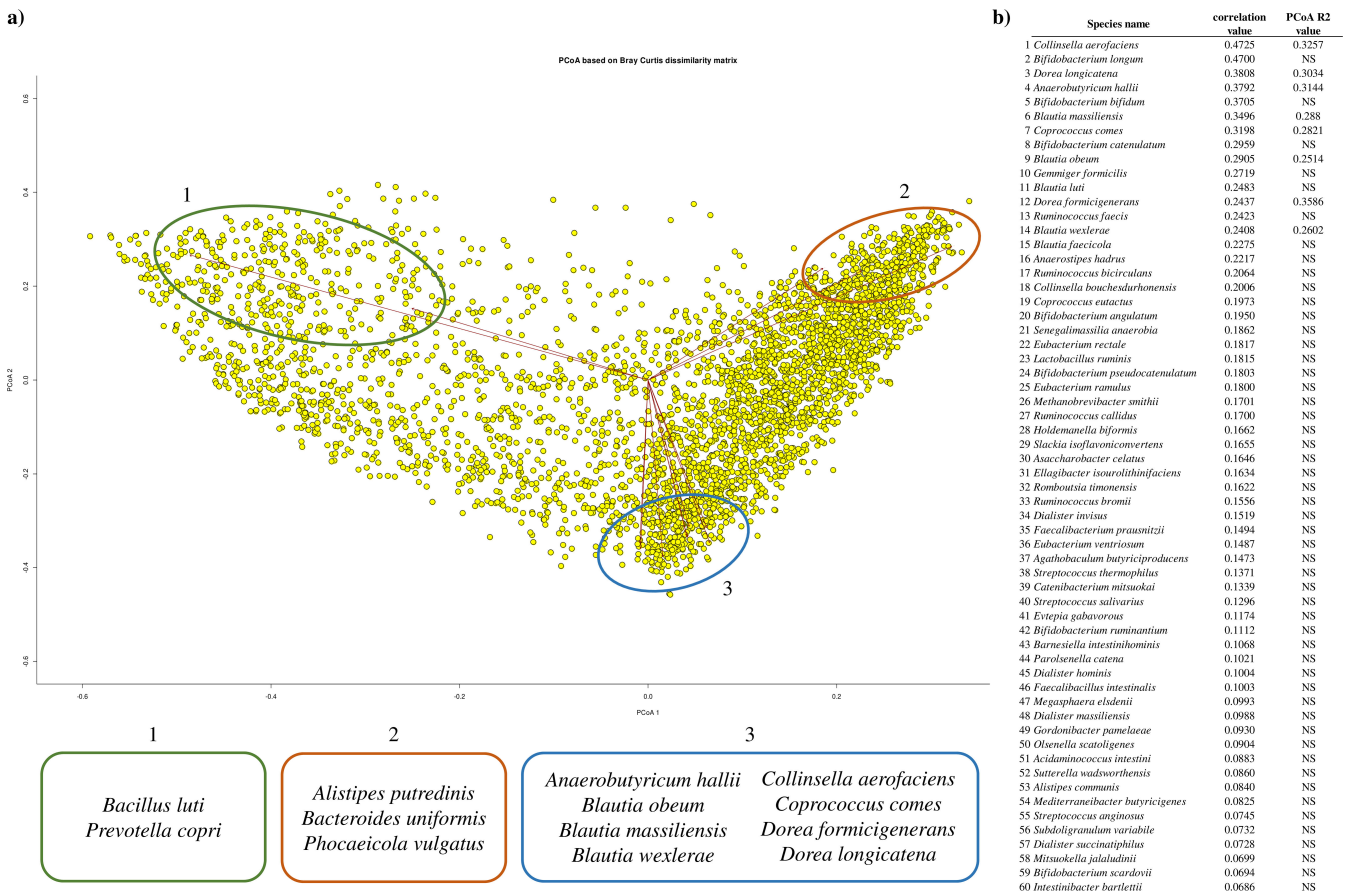 a)
PCoA based on Bray Curtis dissimilarity matrix
0.6
0.4
0.2
0.0
-0.2
-0.4
-0.6
PCoA 2
1
2
3
-0.6 -0.4 -0.2 0.0 0.2
PCoA 1
1
Bacillus luti
Prevotella copri
2
Alistipes putredinis
Bacteroides uniformis
Phocaeicola vulgatus
3
Anaerobutyricum hallii Collinsella aerofaciens
Blautia obeum Coprococcus comes
Blautia massiliensis Dorea formicigenerans
Blautia wexlerae Dorea longicatena
b)
Species name correlation value PCoA R2 value
1 Collinsella aerofaciens 0.4725 0.3257
2 Bifidobacterium longum 0.4700 NS
3 Dorea longicatena 0.3808 0.3034
4 Anaerobutyricum hallii 0.3792 0.3144
5 Bifidobacterium bifidum 0.3705 NS
6 Blautia massiliensis 0.3496 0.288
7 Coprococcus comes 0.3198 0.2821
8 Bifidobacterium catenulatum 0.2959 NS
9 Blautia obeum 0.2905 0.2514
10 Gemmiger formicilis 0.2719 NS
11 Blautia luti 0.2483 NS
12 Dorea formicigenerans 0.2437 0.3586
13 Ruminococcus faecis 0.2423 NS
14 Blautia wexlerae 0.2408 0.2602
15 Blautia faecicola 0.2275 NS
16 Anaerostipes hadrus 0.2217 NS
17 Ruminococcus bicirculans 0.2064 NS
18 Collinsella bouchesdurhonensis 0.2006 NS
19 Coprococcus eutactus 0.1973 NS
20 Bifidobacterium angulatum 0.1950 NS
21 Senegalimassilia anaerobia 0.1862 NS
22 Eubacterium rectale 0.1817 NS
23 Lactobacillus ruminis 0.1815 NS
24 Bifidobacterium pseudocatenulatum 0.1803 NS
25 Eubacterium ramulus 0.1800 NS
26 Methanobrevibacter smithii 0.1701 NS
27 Ruminococcus callidus 0.1700 NS
28 Holdemanella biformis 0.1662 NS
29 Slackia isoflavoniconvertens 0.1655 NS
30 Asaccharobacter celatus 0.1646 NS
31 Ellagibacter isourolithinifaciens 0.1634 NS
32 Romboutsia timonensis 0.1622 NS
33 Ruminococcus bromii 0.1556 NS
34 Dialister invisus 0.1519 NS
35 Faecalibacterium prausnitzii 0.1494 NS
36 Eubacterium ventriosum 0.1487 NS
37 Agathobaculum butyriciproducens 0.1473 NS
38 Streptococcus thermophilus 0.1371 NS
39 Catenibacterium mitsuokai 0.1339 NS
40 Streptococcus salivarius 0.1296 NS
41 Evtepia gabavorous 0.1174 NS
42 Bifidobacterium ruminantium 0.1112 NS
43 Barnesiella intestinihominis 0.1068 NS
44 Parolsenella catena 0.1021 NS
45 Dialister hominis 0.1004 NS
46 Faecalibacillus intestinalis 0.1003 NS
47 Megasphaera elsdenii 0.0993 NS
48 Dialister massiliensis 0.0988 NS
49 Gordonibacter pamelaeae 0.0930 NS
50 Olsenella scatoligenes 0.0904 NS
51 Acidaminococcus intestini 0.0883 NS
52 Sutterella wadsworthensis 0.0860 NS
53 Alistipes communis 0.0840 NS
54 Mediterraneibacter butyricigenes 0.0825 NS
55 Streptococcus anginosus 0.0745 NS
56 Subdoligranulum variabile 0.0732 NS
57 Dialister succinatiphilus 0.0728 NS
58 Mitsuokella jalaludinii 0.0699 NS
59 Bifidobacterium scardovii 0.0694 NS
60 Intestinibacter bartlettii 0.0686 NS